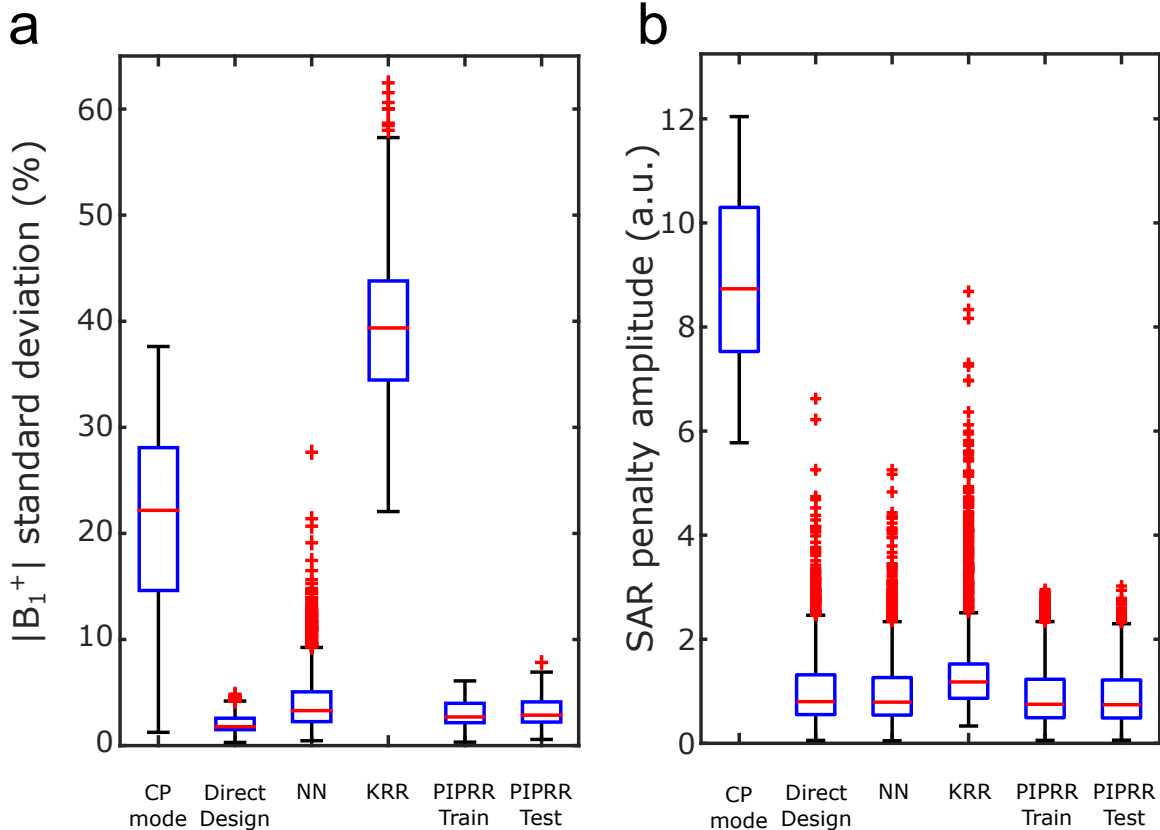 a
|B₁⁺| standard deviation (%)
60
50
40
30
20
10
0
CP mode
Direct Design
NN
KRR
PIPRR Train
PIPRR Test
b
SAR penalty amplitude (a.u.)
12
10
8
6
4
2
0
CP mode
Direct Design
NN
KRR
PIPRR Train
PIPRR Test